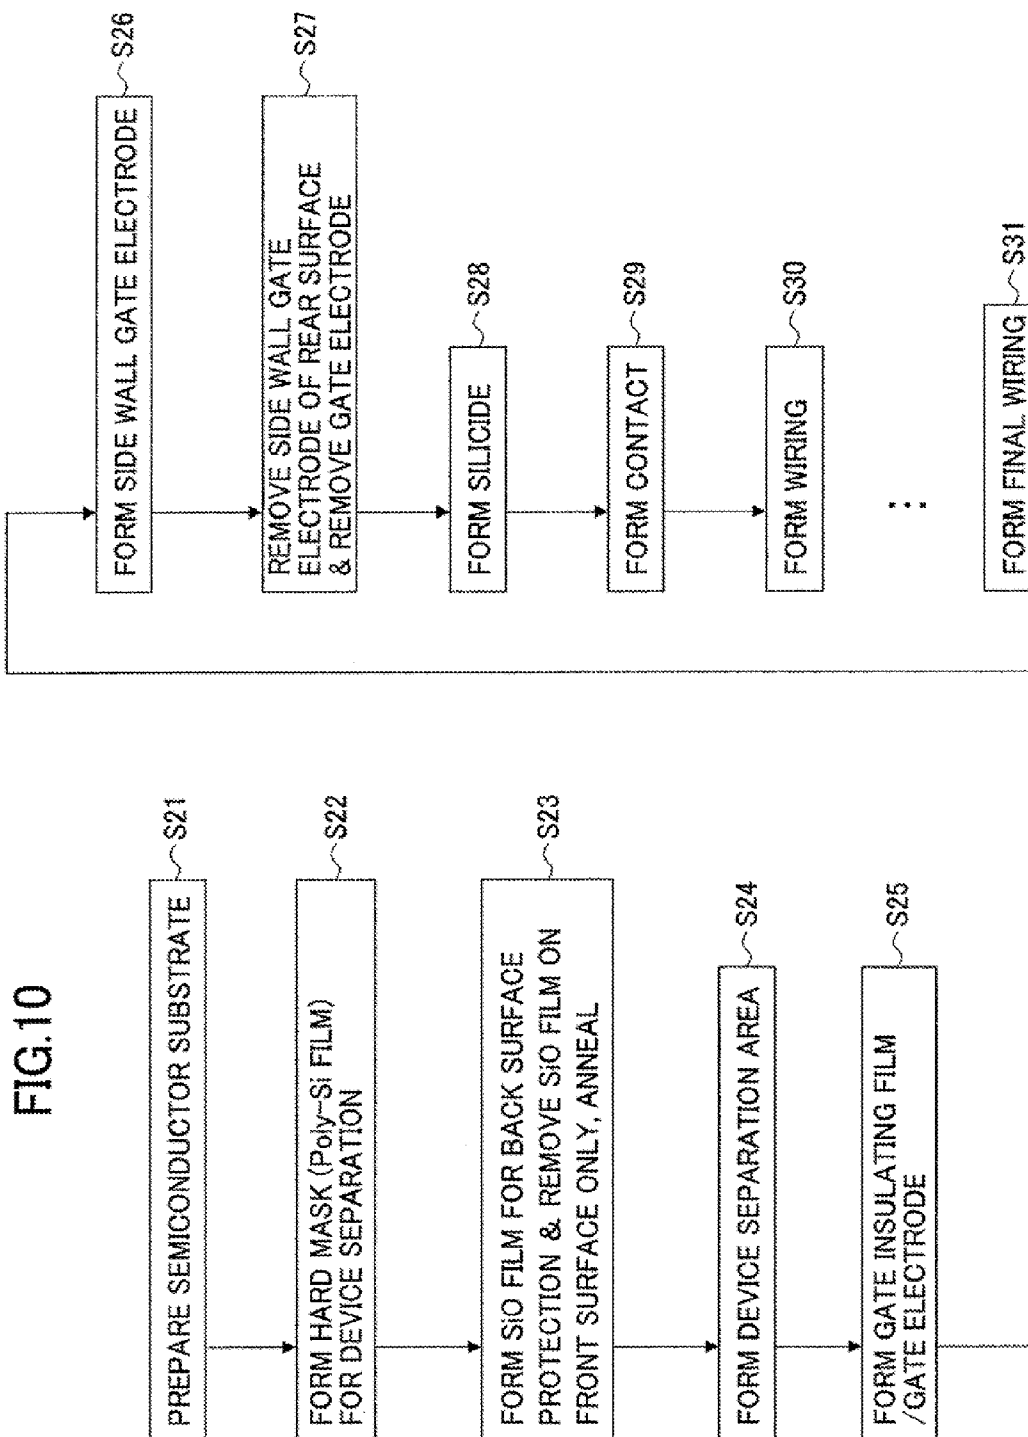 FIG.10
PREPARE SEMICONDUCTOR SUBSTRATE
S21
FORM HARD MASK (Poly-Si FILM)
FOR DEVICE SEPARATION
S22
FORM SiO FILM FOR BACK SURFACE
PROTECTION & REMOVE SiO FILM ON
FRONT SURFACE ONLY, ANNEAL
S23
FORM DEVICE SEPARATION AREA
S24
FORM GATE INSULATING FILM
/GATE ELECTRODE
S25
FORM SIDE WALL GATE ELECTRODE
S26
REMOVE SIDE WALL GATE
ELECTRODE OF REAR SURFACE
& REMOVE GATE ELECTRODE
S27
FORM SILICIDE
S28
FORM CONTACT
S29
FORM WIRING
S30
...
FORM FINAL WIRING
S31